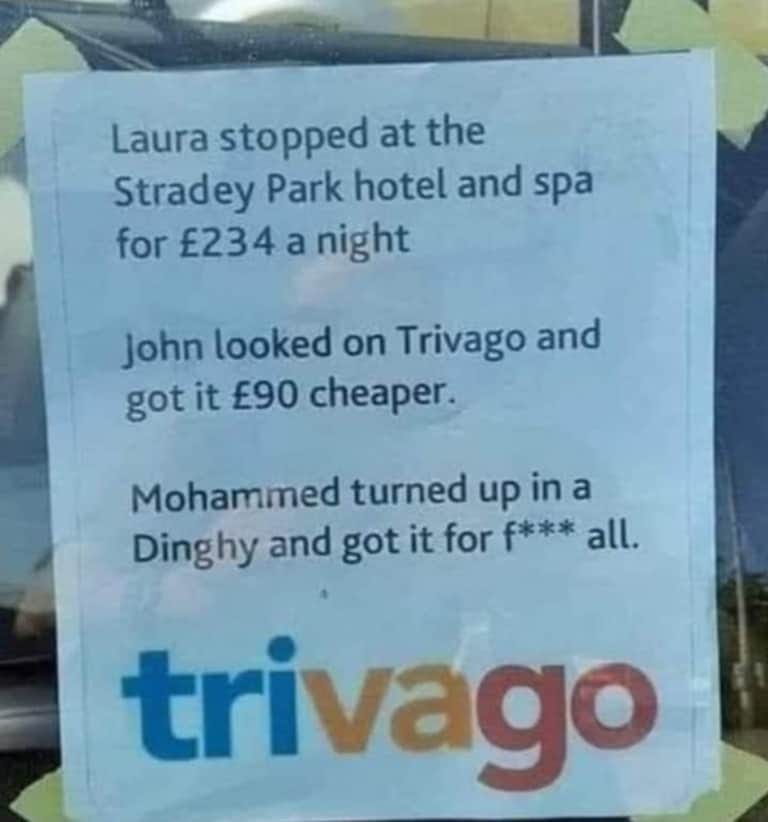 Laura stopped at the
Stradey Park hotel and spa
for £234 a night
John looked on Trivago and
got it £90 cheaper.
Mohammed turned up in a
Dinghy and got it for f*** all.
trivago